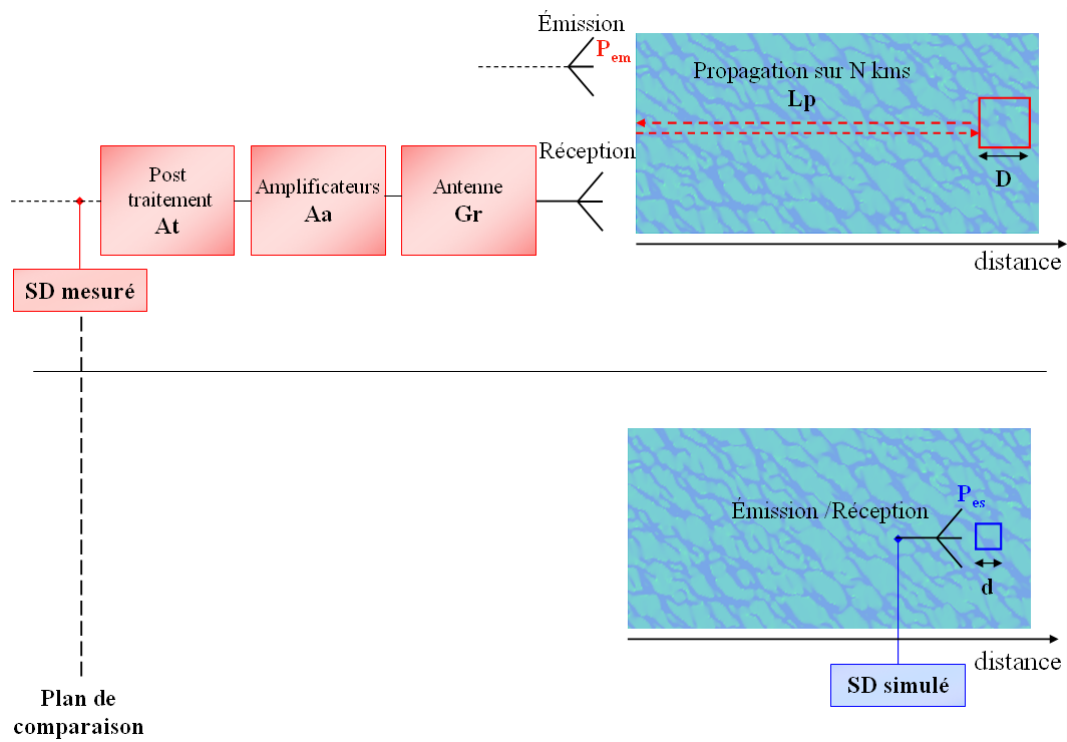 Émission
Pem
Propagation sur N kms
Lp
Réception
Post
traitement
At
Amplificateurs
Aa
Antenne
Gr
D
distance
SD mesuré
Émission /Réception
Pes
d
distance
SD simulé
Plan de
comparaison